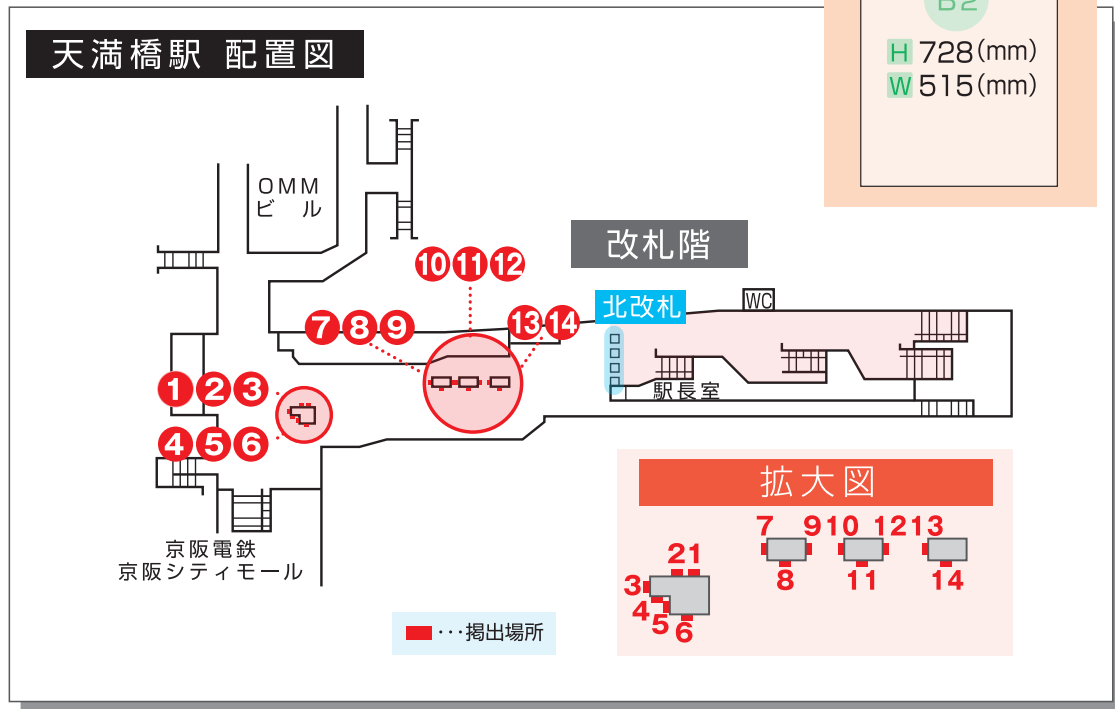 B2
H 728(mm)
W 515(mm)
天満橋駅 配置図
OMM
ビル
改札階
10 11 12
北改札
WC
7 8 9
13 14
1 2 3
駅長室
4 5 6
拡大図
7 9 10 12 13
8 11 14
2 1
3
4
5
6
京阪電鉄
京阪シティモール
･･･掲出場所